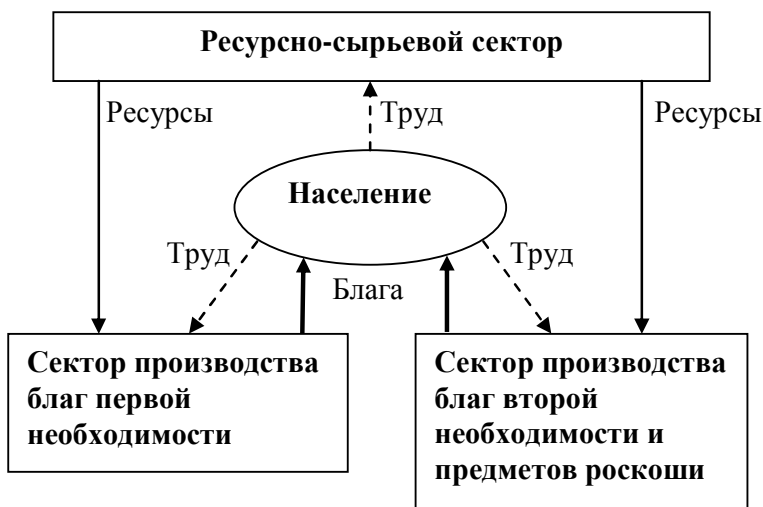 Ресурсно-сырьевой сектор
Ресурсы
Труд
Ресурсы
Население
Труд
Труд
Блага
Сектор производства
благ первой
необходимости
Сектор производства
благ второй
необходимости и
предметов роскоши